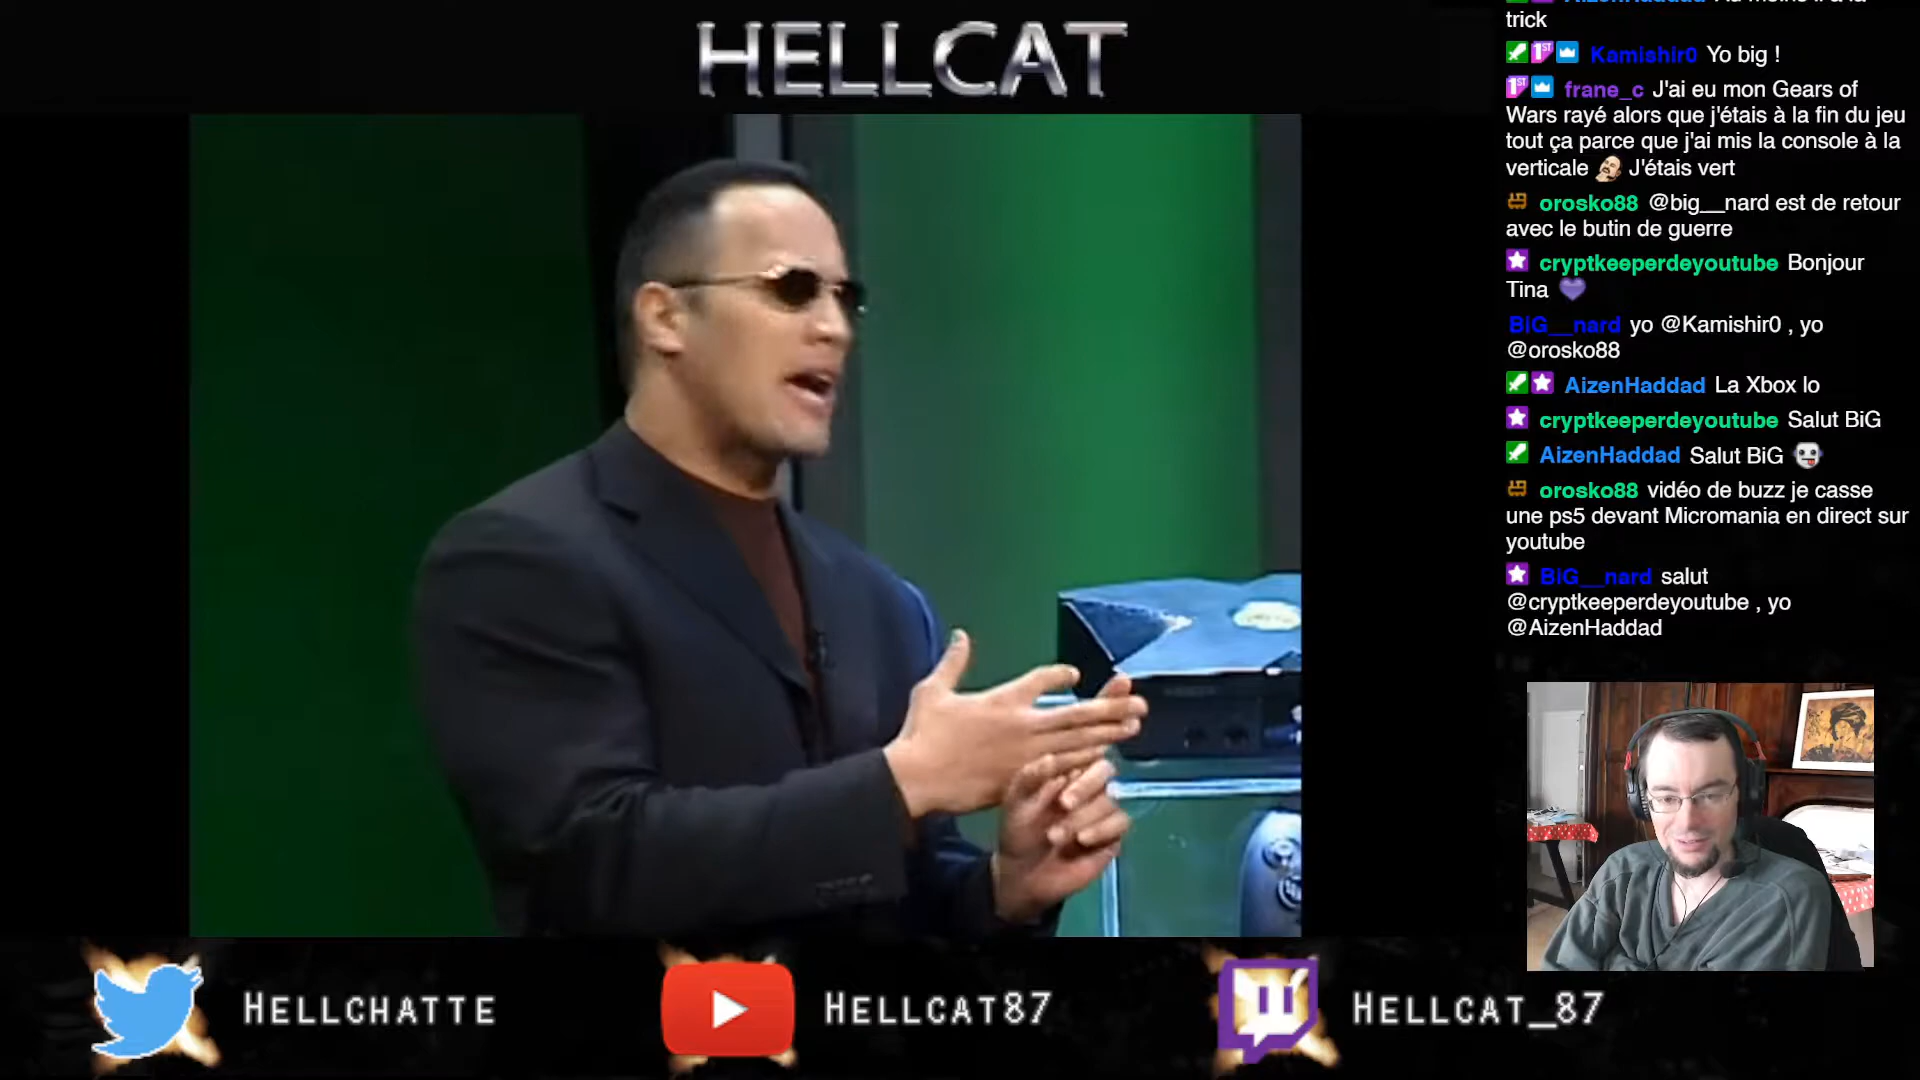 HELLCAT
trick
Kamishir0 Yo big !
frane_c J'ai eu mon Gears of
Wars rayé alors que j'étais à la fin du jeu
tout ça parce que j'ai mis la console à la
verticale J'étais vert
orosko88 @big__nard est de retour
avec le butin de guerre
cryptkeeperdeyoutube Bonjour
Tina
BiG__nard yo @Kamishir0 , yo
@orosko88
AizenHaddad La Xbox lo
cryptkeeperdeyoutube Salut BiG
AizenHaddad Salut BiG
orosko88 vidéo de buzz je casse
une ps5 devant Micromania en direct sur
youtube
BiG__nard salut
@cryptkeeperdeyoutube , yo
@AizenHaddad
HELLCHATTE
HELLCAT87
HELLCAT_87